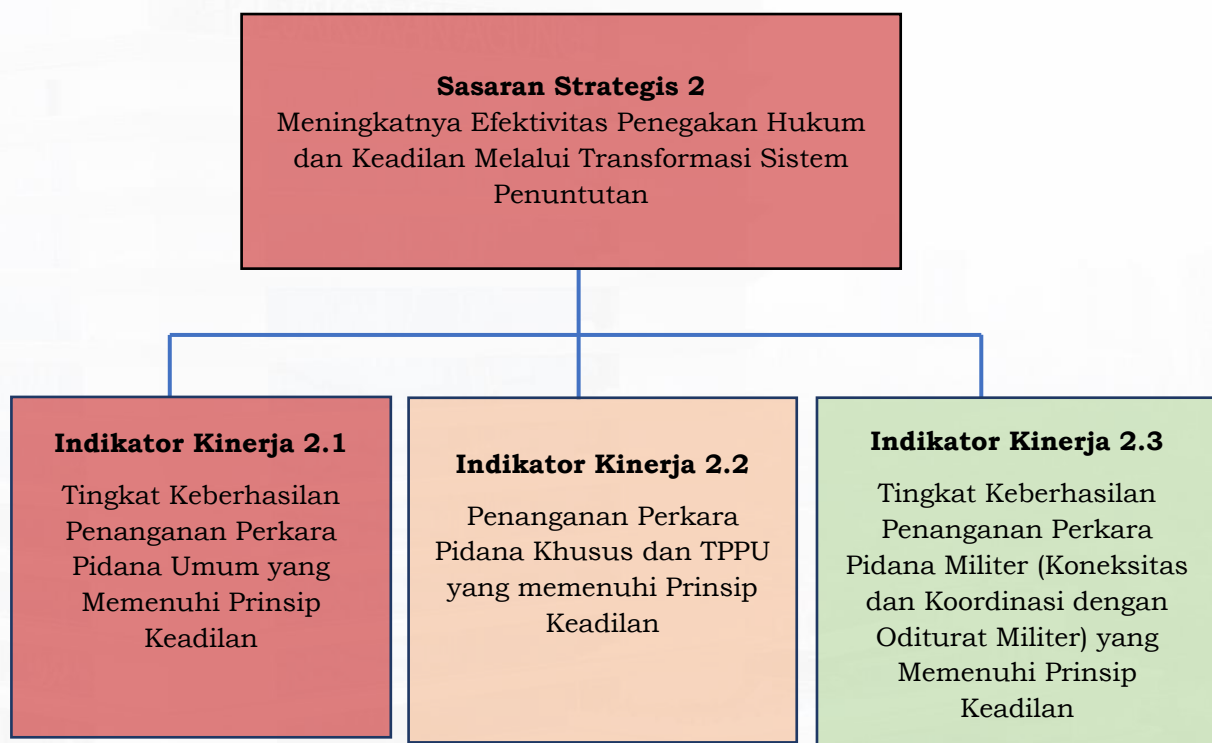 Sasaran Strategis 2
Meningkatnya Efektivitas Penegakan Hukum
dan Keadilan Melalui Transformasi Sistem
Penuntutan
Indikator Kinerja 2.1
Tingkat Keberhasilan
Penanganan Perkara
Pidana Umum yang
Memenuhi Prinsip
Keadilan
Indikator Kinerja 2.2
Penanganan Perkara
Pidana Khusus dan TPPU
yang memenuhi Prinsip
Keadilan
Indikator Kinerja 2.3
Tingkat Keberhasilan
Penanganan Perkara
Pidana Militer (Koneksitas
dan Koordinasi dengan
Oditurat Militer) yang
Memenuhi Prinsip
Keadilan